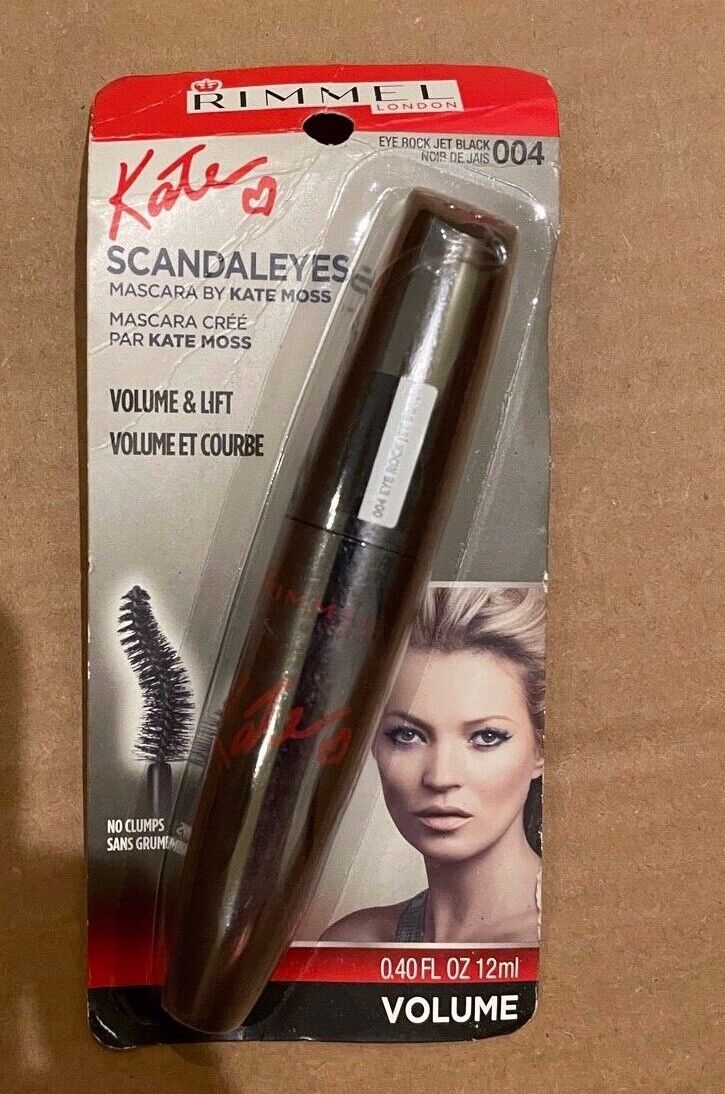 RIMMEL
LONDON
EYE ROCK JET BLACK
NOIR DE JAIS 004
Kate
SCANDALEYES
MASCARA BY KATE MOSS
MASCARA CRÉÉ
PAR KATE MOSS
VOLUME & LIFT
VOLUME ET COURBE
004 EYE ROCK JET
RIMMEL
Kate
NO CLUMPS
SANS
0.40 FL OZ 12ml
VOLUME